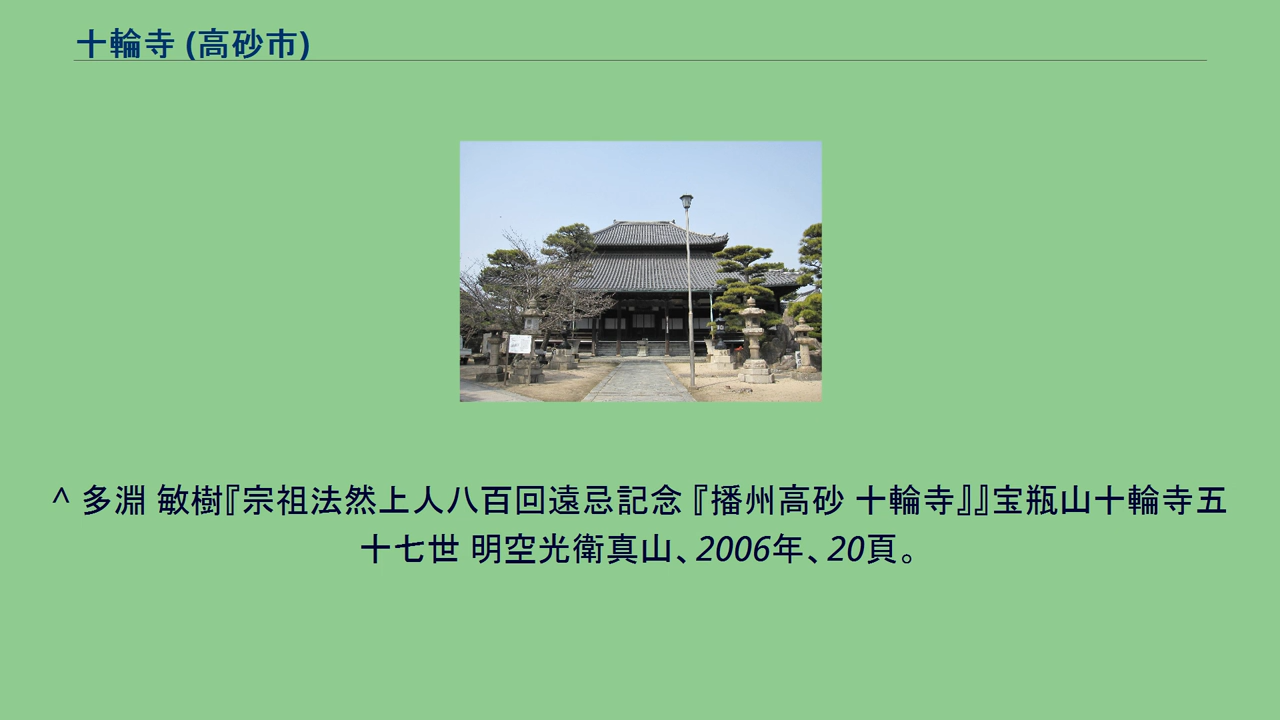 十輪寺 (高砂市)
^ 多淵 敏樹『宗祖法然上人八百回遠忌記念 『播州高砂 十輪寺』』宝瓶山十輪寺五
十七世 明空光衛真山、2006年、20頁。